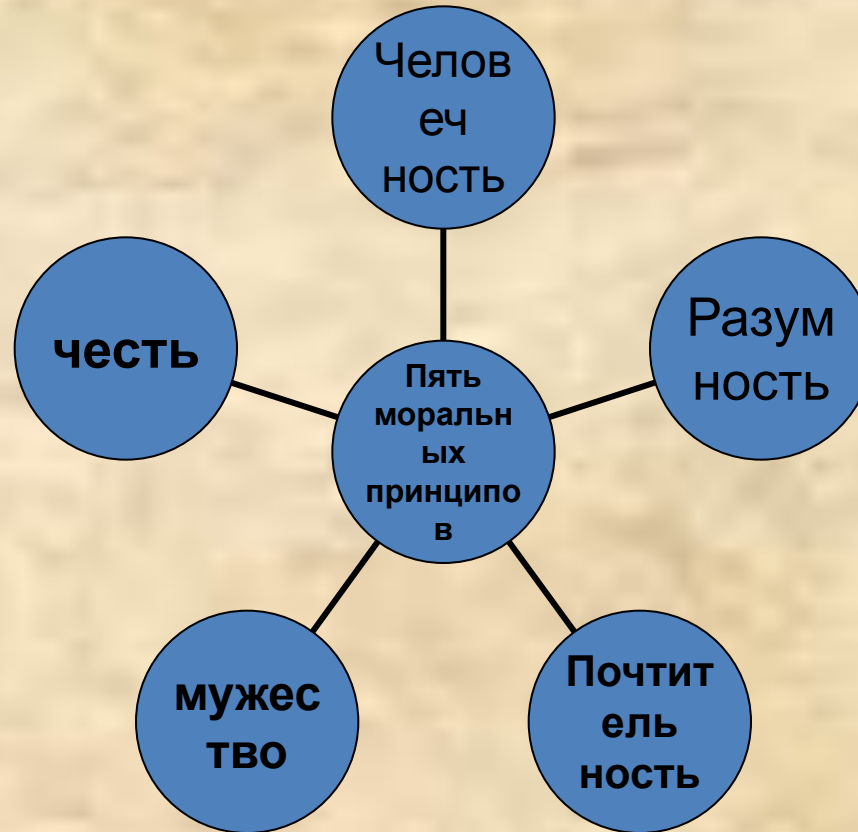 Челов
еч
ность
Разум
ность
честь
Пять
моральн
ых
принципо
в
мужес
тво
Почтит
ель
ность